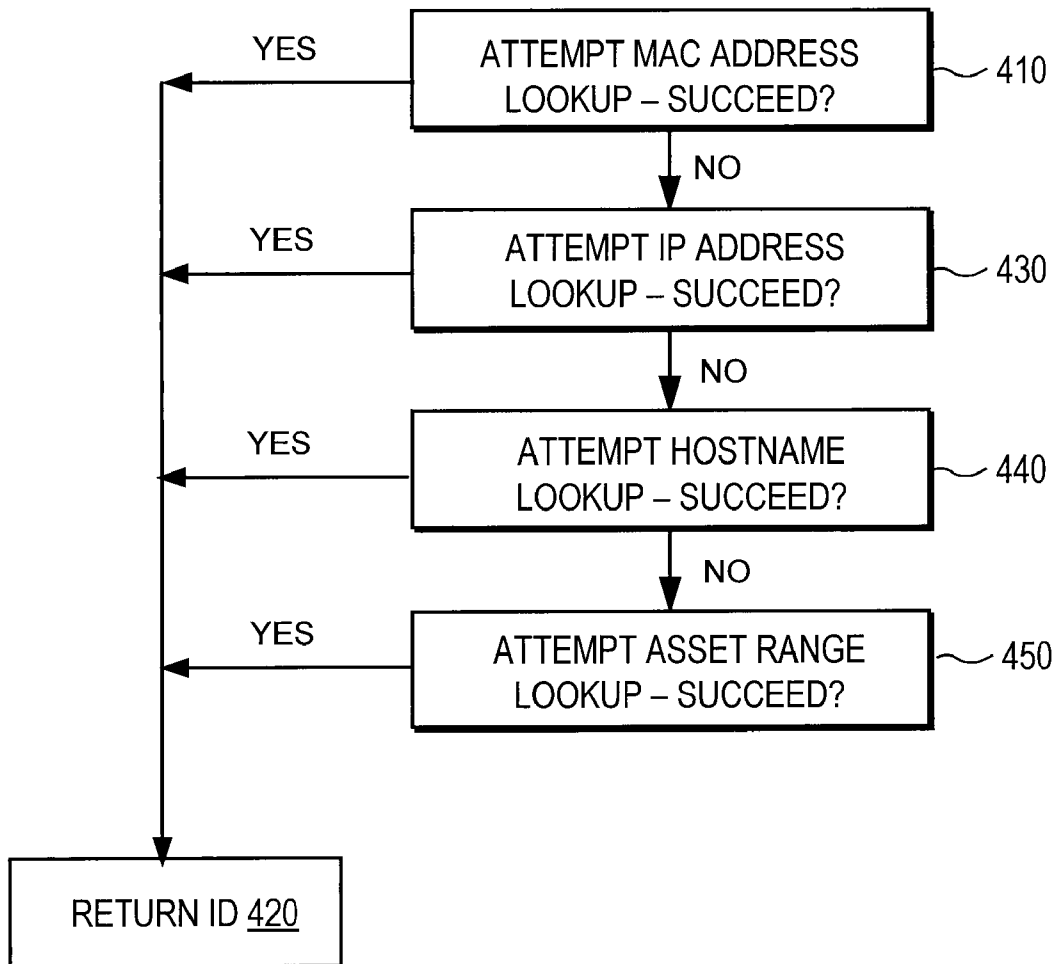 YES
ATTEMPT MAC ADDRESS
LOOKUP – SUCCEED?
410
NO
YES
ATTEMPT IP ADDRESS
LOOKUP – SUCCEED?
430
NO
YES
ATTEMPT HOSTNAME
LOOKUP – SUCCEED?
440
NO
YES
ATTEMPT ASSET RANGE
LOOKUP – SUCCEED?
450
RETURN ID 420